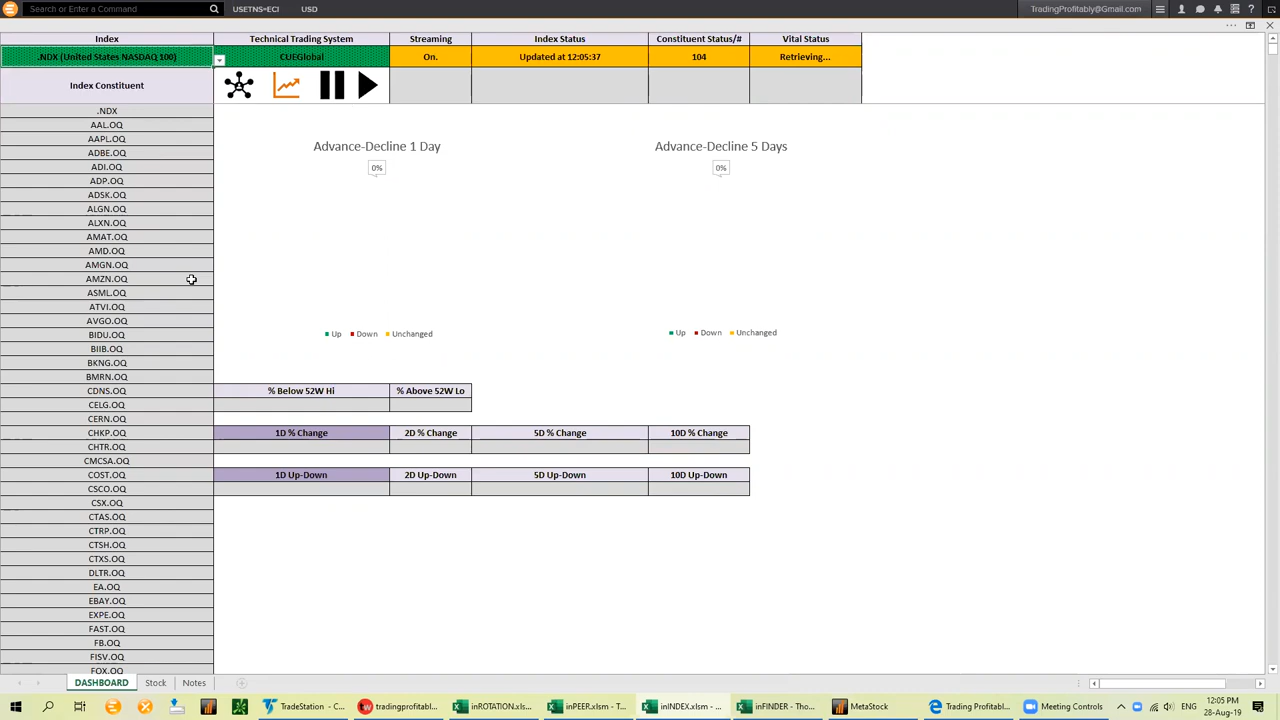 Search or Enter a Command
USETNS=ECI
USD
TradingProfitably@Gmail.com
Index
Technical Trading System
Streaming
Index Status
Constituent Status/#
Vital Status
.NDX (United States NASDAQ 100)
CUEGlobal
On.
Updated at 12:05:37
104
Retrieving...
Index Constituent
.NDX
AAL.OQ
AAPL.OQ
ADBE.OQ
ADI.OQ
ADP.OQ
ADSK.OQ
ALGN.OQ
ALXN.OQ
AMAT.OQ
AMD.OQ
AMGN.OQ
AMZN.OQ
ASML.OQ
ATVI.OQ
AVGO.OQ
BIDU.OQ
BIIB.OQ
BKNG.OQ
BMRN.OQ
CDNS.OQ
CELG.OQ
CERN.OQ
CHKP.OQ
CHTR.OQ
CMCSA.OQ
COST.OQ
CSCO.OQ
CSX.OQ
CTAS.OQ
CTRP.OQ
CTSH.OQ
CTXS.OQ
DLTR.OQ
EA.OQ
EBAY.OQ
EXPE.OQ
FAST.OQ
FB.OQ
FISV.OQ
FOX.OQ
Advance-Decline 1 Day
0%
Up Down Unchanged
Advance-Decline 5 Days
0%
Up Down Unchanged
% Below 52W Hi
% Above 52W Lo
1D % Change
2D % Change
5D % Change
10D % Change
1D Up-Down
2D Up-Down
5D Up-Down
10D Up-Down
DASHBOARD
Stock
Notes
TradeStation - C...
tradingprofitabl...
inROTATION.xls...
inPEER.xlsm - T...
inINDEX.xlsm - ...
inFINDER - Tho...
MetaStock
Trading Profitabl...
Meeting Controls
ENG
12:05 PM
28-Aug-19